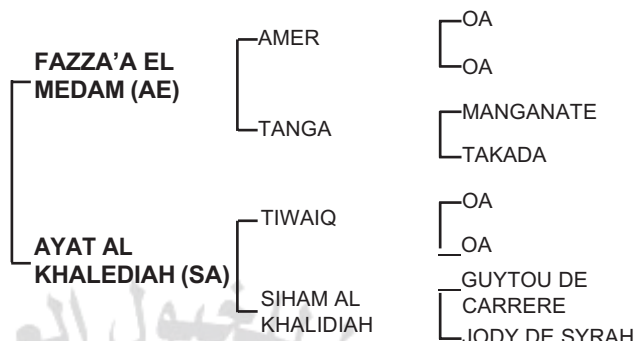 FAZZA’A EL
MEDAM (AE)
AMER
OA
OA
TANGA
MANGANATE
TAKADA
AYAT AL
KHALEDIAH (SA)
TIWAIQ
OA
OA
SIHAM AL
KHALIDIAH
GUYTOU DE
CARRERE
JODY DE SYRAH